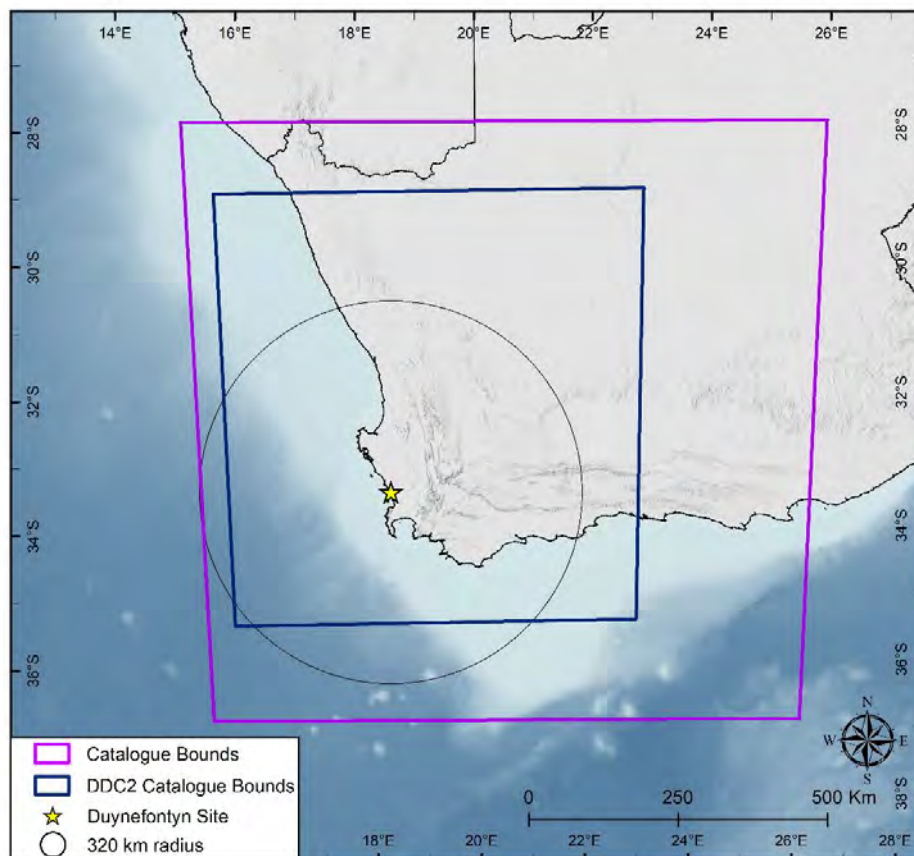 14°E 16°E 18°E 20°E 22°E 24°E 26°E
28°S 28°S
30°S 30°S
32°S 32°S
34°S 34°S
36°S 36°S
38°S
N
W E
S
Catalogue Bounds
DDC2 Catalogue Bounds
Duynefontyn Site
320 km radius
0 250 500 Km
18°E 20°E 22°E 24°E 26°E 28°E